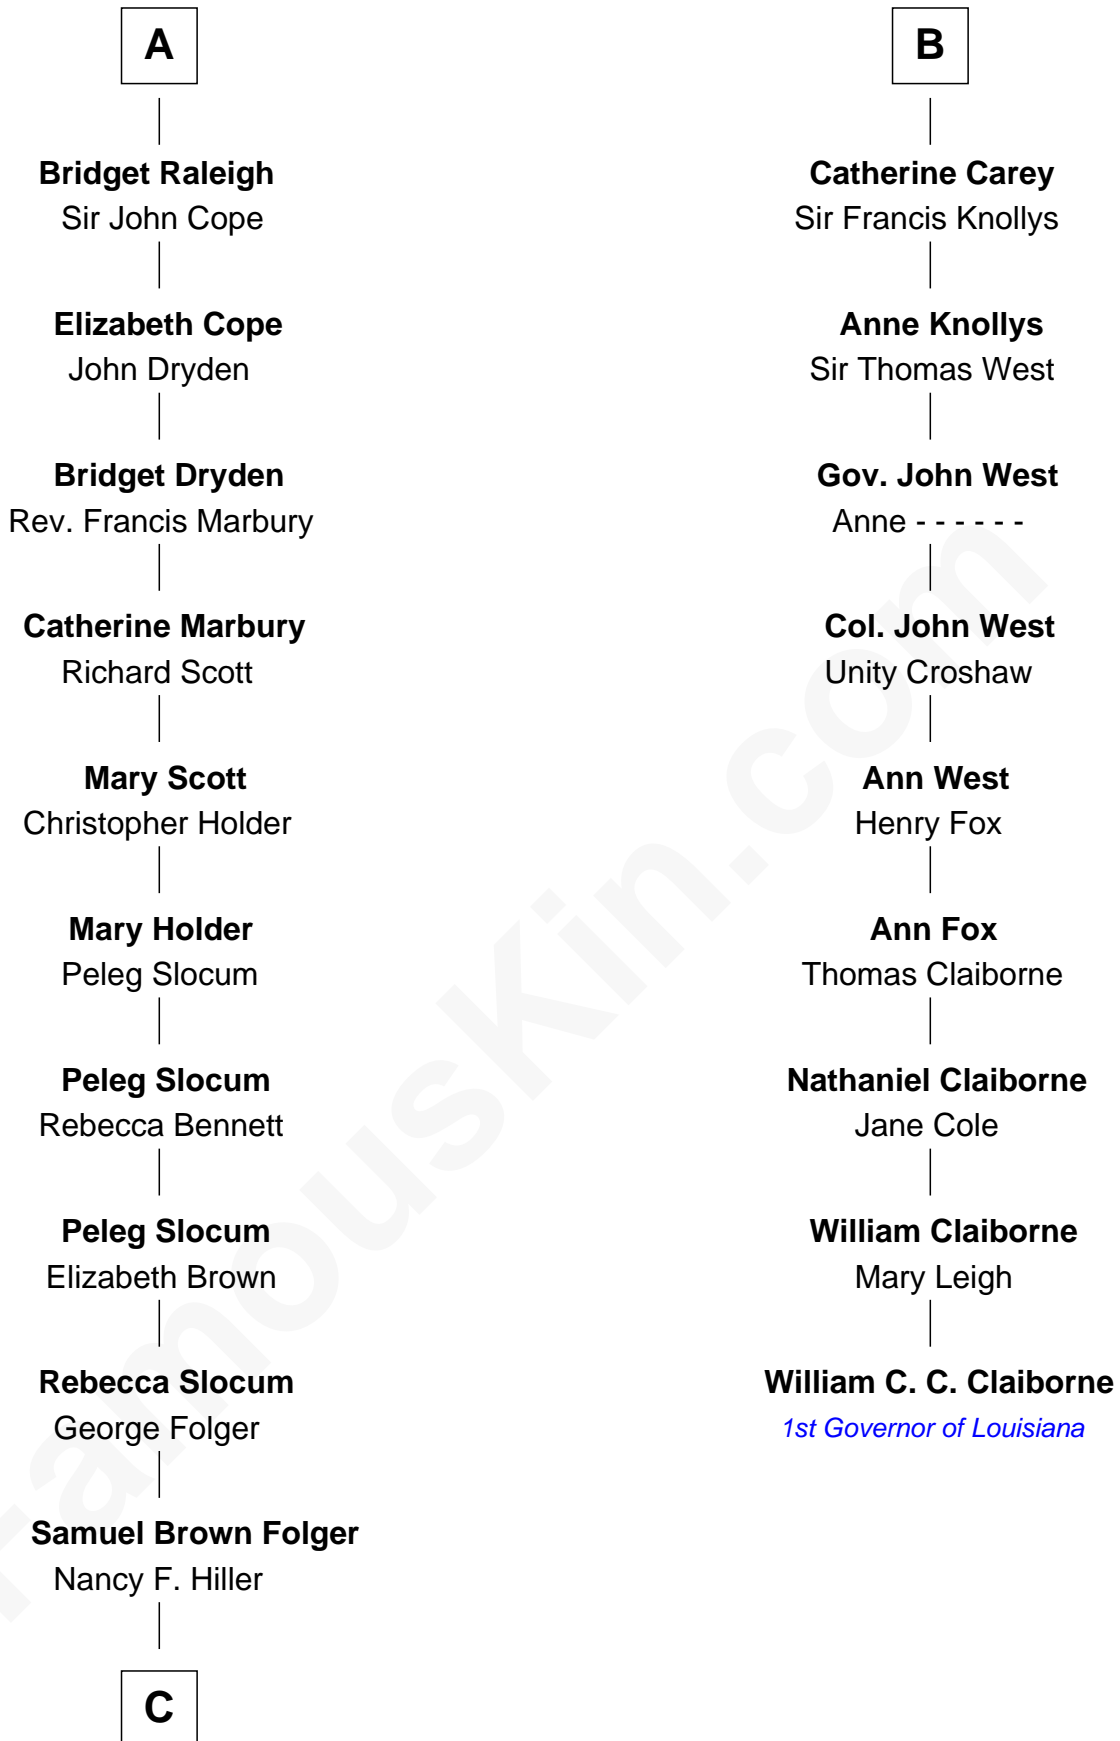 A
Bridget Raleigh
Sir John Cope
Elizabeth Cope
John Dryden
Bridget Dryden
Rev. Francis Marbury
Catherine Marbury
Richard Scott
Mary Scott
Christopher Holder
Mary Holder
Peleg Slocum
Peleg Slocum
Rebecca Bennett
Peleg Slocum
Elizabeth Brown
Rebecca Slocum
George Folger
Samuel Brown Folger
Nancy F. Hiller
C
B
Catherine Carey
Sir Francis Knollys
Anne Knollys
Sir Thomas West
Gov. John West
Anne - - - - - -
Col. John West
Unity Croshaw
Ann West
Henry Fox
Ann Fox
Thomas Claiborne
Nathaniel Claiborne
Jane Cole
William Claiborne
Mary Leigh
William C. C. Claiborne
1st Governor of Louisiana
FamousKin.com